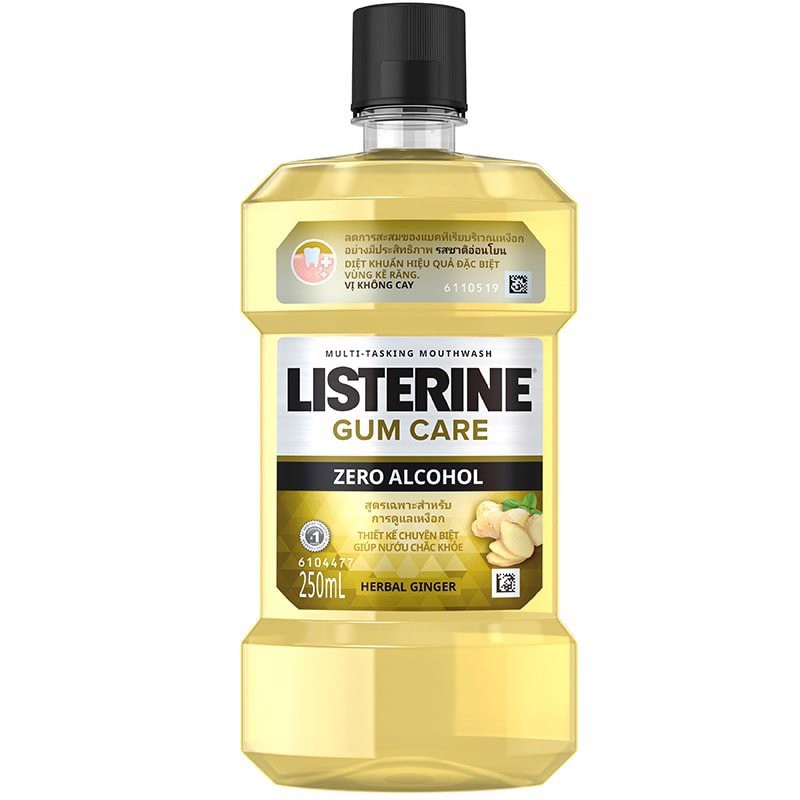 ลดการสะสมของแบคทีเรียบริเวณเหงือก
อย่างมีประสิทธิภาพ รสชาติอ่อนโยน
DIỆT KHUẨN HIỆU QUẢ ĐẶC BIỆT
VÙNG KẼ RĂNG.
VỊ KHÔNG CAY
6110519
MULTI-TASKING MOUTHWASH
LISTERINE®
GUM CARE
ZERO ALCOHOL
สูตรเฉพาะสำหรับ
การดูแลเหงือก
THIẾT KẾ CHUYÊN BIỆT
GIÚP NƯỚU CHẮC KHỎE
#1
6104477
250mL
HERBAL GINGER